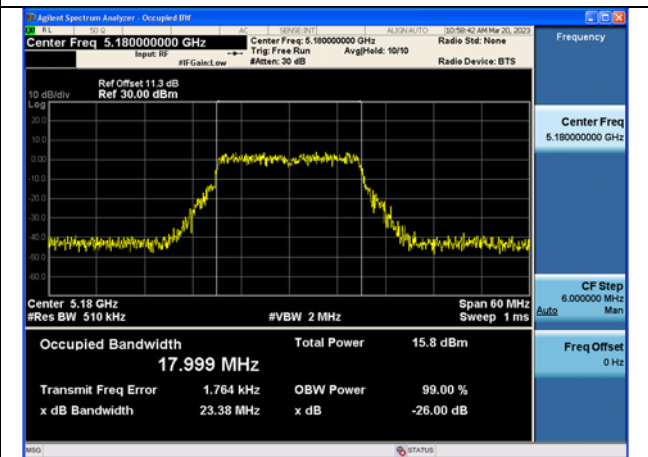 Agilent Spectrum Analyzer - Occupied BW
RL 50 Ω AC SENSE:INT ALIGN AUTO 10:58:42 AM Mar 20, 2023
Center Freq 5.180000000 GHz Center Freq: 5.180000000 GHz Radio Std: None
Input: RF Trig: Free Run Avg|Hold: 10/10
#IFGain:Low #Atten: 30 dB Radio Device: BTS
Ref Offset 11.3 dB
10 dB/div Ref 30.00 dBm
Log
20.0
10.0
0.00
-10.0
-20.0
-30.0
-40.0
-50.0
-60.0
Center 5.18 GHz Span 60 MHz
#Res BW 510 kHz #VBW 2 MHz Sweep 1 ms
Occupied Bandwidth Total Power 15.8 dBm
17.999 MHz
Transmit Freq Error 1.764 kHz OBW Power 99.00 %
x dB Bandwidth 23.38 MHz x dB -26.00 dB
MSG STATUS
Frequency
Center Freq
5.180000000 GHz
CF Step
6.000000 MHz
Auto Man
Freq Offset
0 Hz